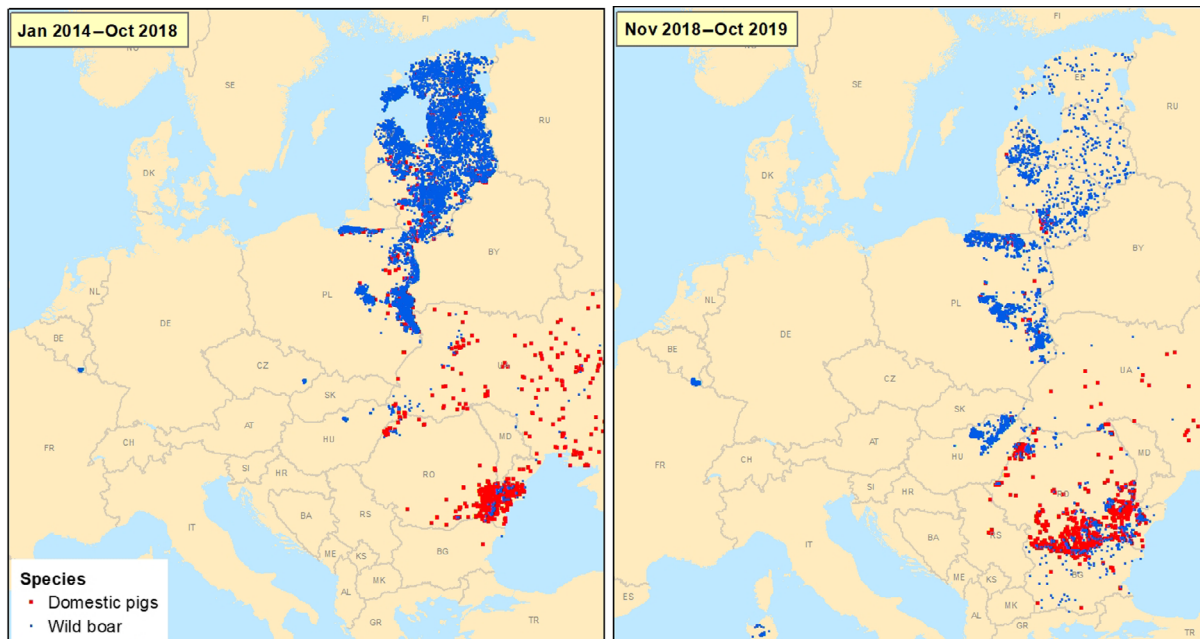 Jan 2014–Oct 2018
FI
SE
RU
DK
BY
NL
PL
DE
BE
CZ
SK
FR
AT
HU
MD
CH
RO
SI
HR
BA
RS
IT
ME
KS
BG
MK
AL
GR
TR
Species
Domestic pigs
Wild boar
Nov 2018–Oct 2019
FI
SE
EE
RU
DK
BY
NL
PL
DE
BE
UA
CZ
SK
FR
AT
HU
MD
CH
SI
HR
BA
RS
IT
ME
KS
BG
ES
MK
AL
GR
TR